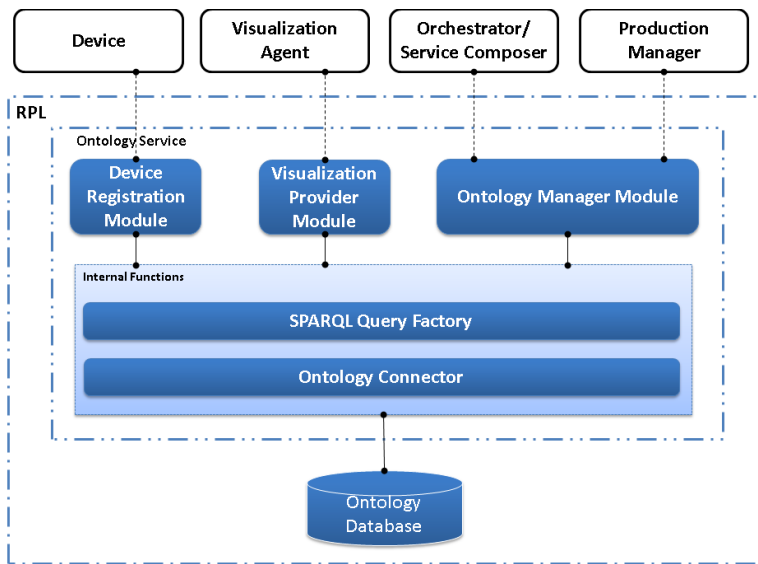 Device
Visualization
Agent
Orchestrator/
Service Composer
Production
Manager
RPL
Ontology Service
Device
Registration
Module
Visualization
Provider
Module
Ontology Manager Module
Internal Functions
SPARQL Query Factory
Ontology Connector
Ontology
Database